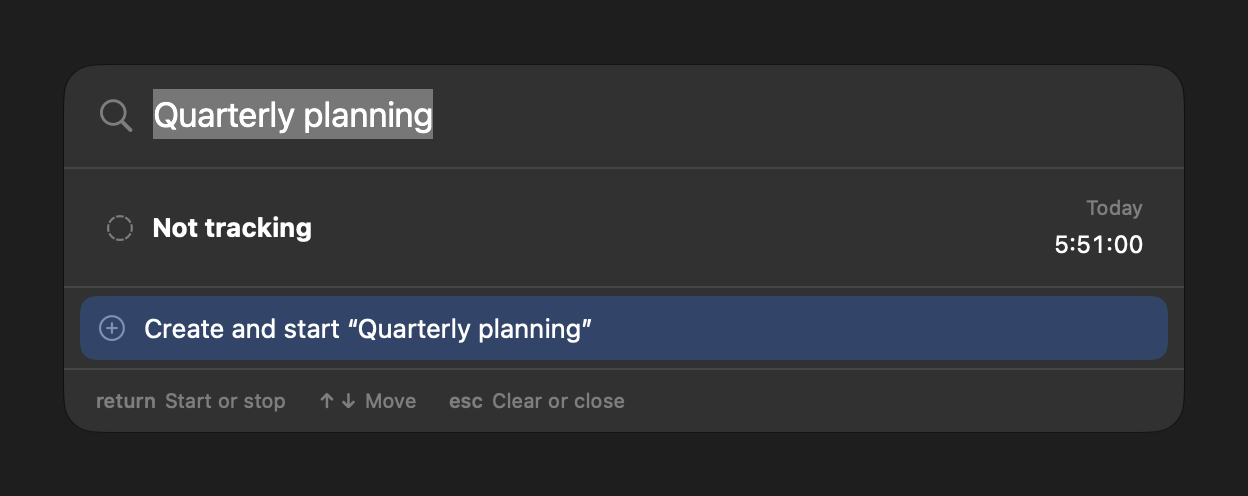 Quarterly planning
Not tracking
Today
5:51:00
Create and start “Quarterly planning”
return Start or stop ↑ ↓ Move esc Clear or close